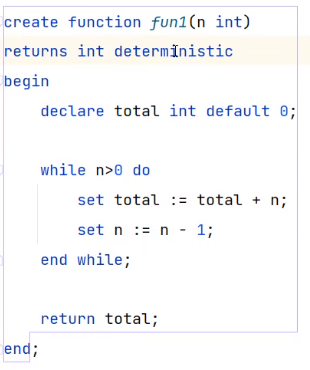 create function fun1(n int)
returns int deterministic
begin
    declare total int default 0;

    while n>0 do
        set total := total + n;
        set n := n - 1;
    end while;

    return total;
end;